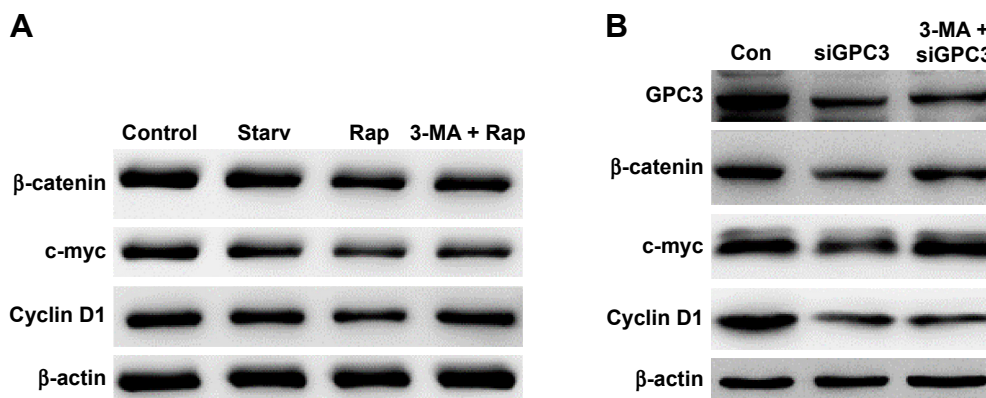 A
Control Starv Rap 3-MA + Rap
β-catenin
c-myc
Cyclin D1
β-actin
B
Con siGPC3 3-MA +
siGPC3
GPC3
β-catenin
c-myc
Cyclin D1
β-actin